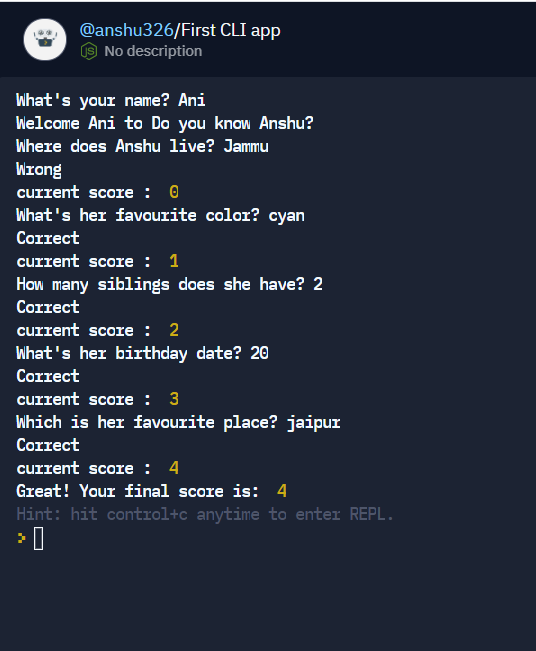 @anshu326/First CLI app
No description
What's your name? Ani
Welcome Ani to Do you know Anshu?
Where does Anshu live? Jammu
Wrong
current score :  0
What's her favourite color? cyan
Correct
current score :  1
How many siblings does she have? 2
Correct
current score :  2
What's her birthday date? 20
Correct
current score :  3
Which is her favourite place? jaipur
Correct
current score :  4
Great! Your final score is:  4
Hint: hit control+c anytime to enter REPL.
>